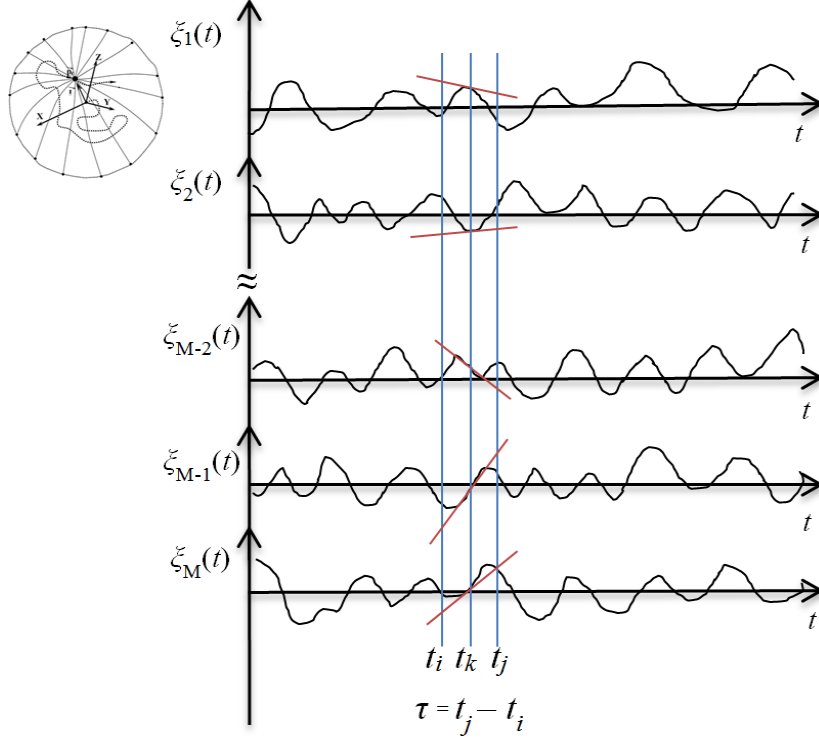 ξ1(t)
Z
Y
X
t
ξ2(t)
t
≈
ξM-2(t)
t
ξM-1(t)
t
ξM(t)
t
ti tk tj
τ = tj − ti